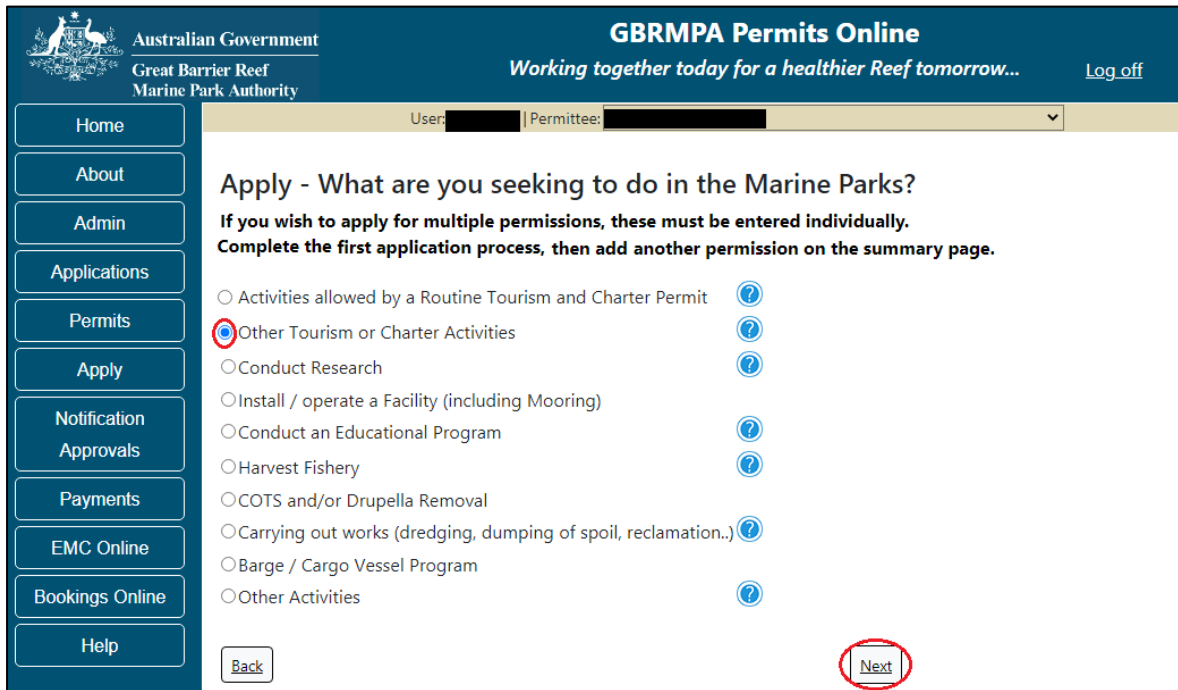 Australian Government
Great Barrier Reef
Marine Park Authority
GBRMPA Permits Online
Working together today for a healthier Reef tomorrow...
Log off
User: | Permittee:
Home
About
Admin
Applications
Permits
Apply
Notification
Approvals
Payments
EMC Online
Bookings Online
Help
Apply - What are you seeking to do in the Marine Parks?
If you wish to apply for multiple permissions, these must be entered individually.
Complete the first application process, then add another permission on the summary page.
Activities allowed by a Routine Tourism and Charter Permit ?
Other Tourism or Charter Activities ?
Conduct Research ?
Install / operate a Facility (including Mooring)
Conduct an Educational Program ?
Harvest Fishery ?
COTS and/or Drupella Removal
Carrying out works (dredging, dumping of spoil, reclamation..) ?
Barge / Cargo Vessel Program
Other Activities ?
Back
Next